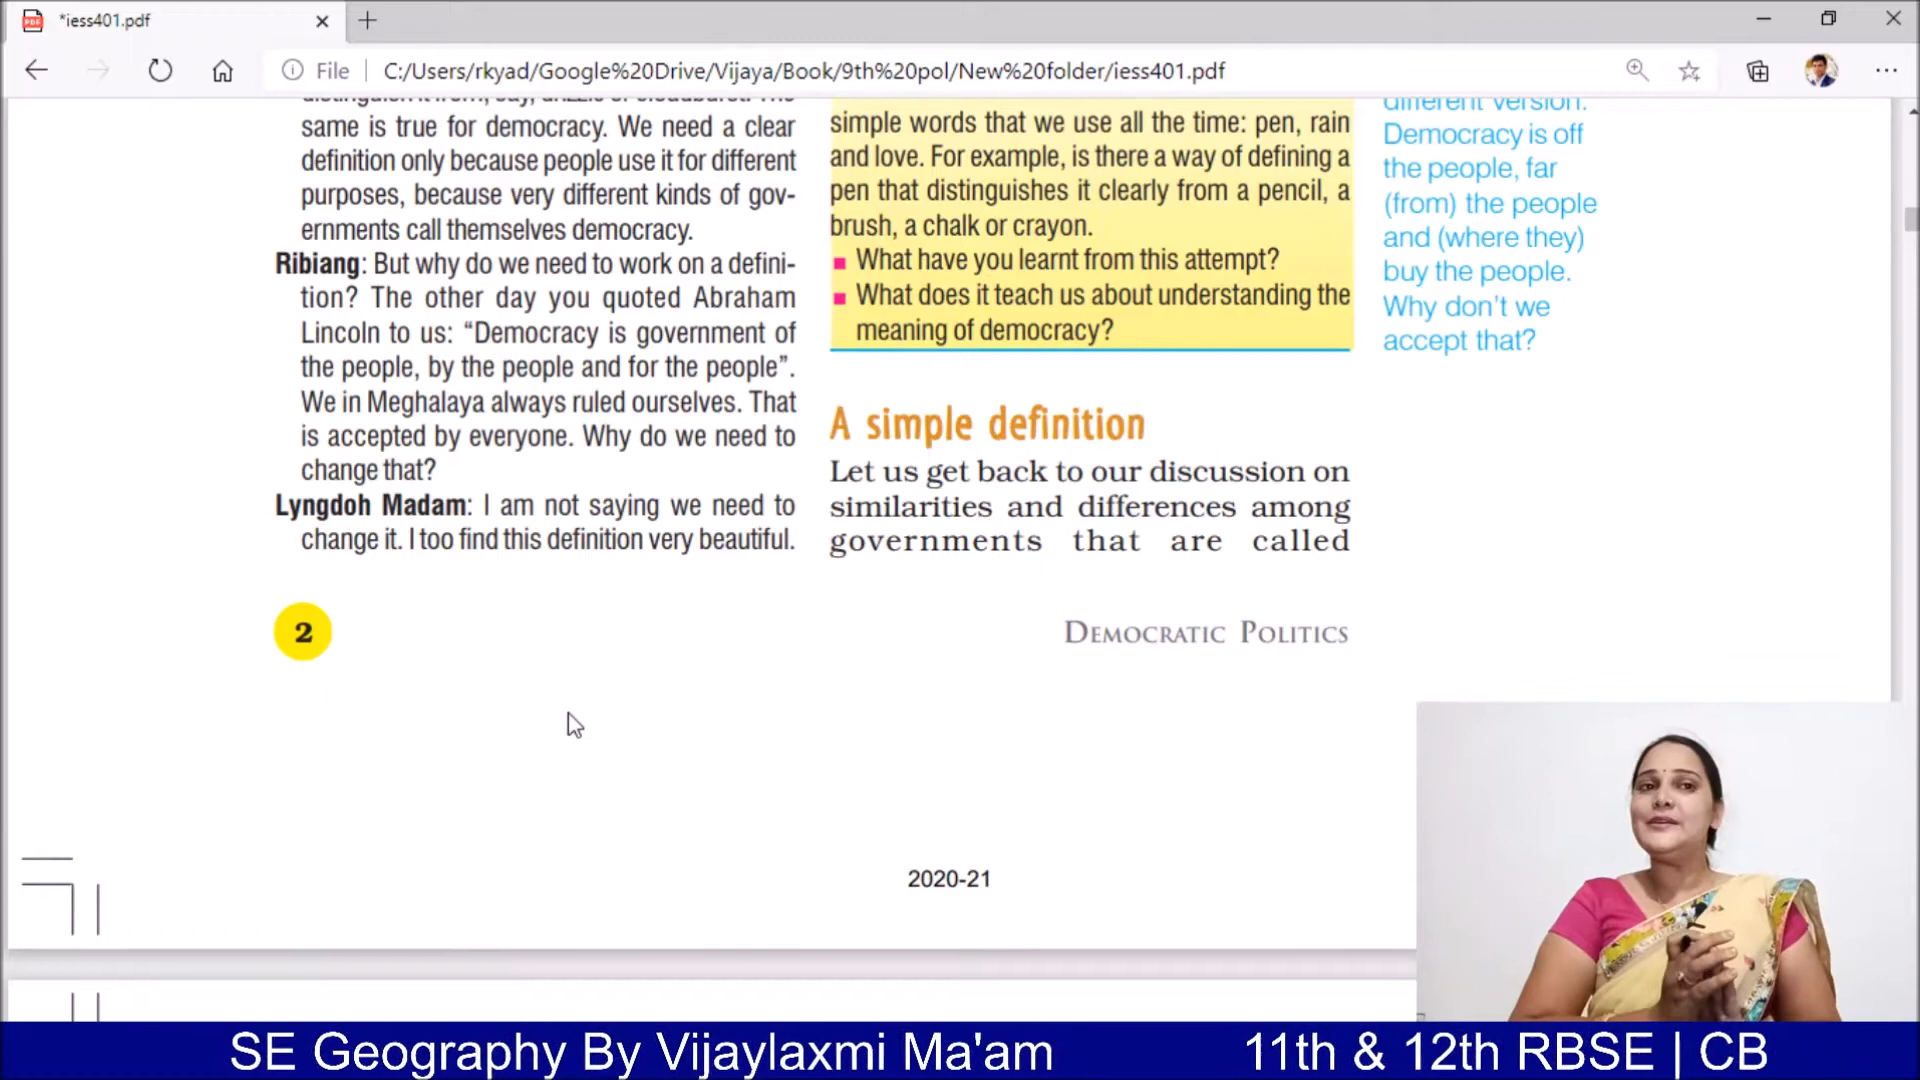 *iess401.pdf
File
C:/Users/rkyad/Google%20Drive/Vijaya/Book/9th%20pol/New%20folder/iess401.pdf
distinguish it from, say, drizzle or cloudburst. The
same is true for democracy. We need a clear
definition only because people use it for different
purposes, because very different kinds of gov-
ernments call themselves democracy.
Ribiang: But why do we need to work on a defini-
tion? The other day you quoted Abraham
Lincoln to us: “Democracy is government of
the people, by the people and for the people”.
We in Meghalaya always ruled ourselves. That
is accepted by everyone. Why do we need to
change that?
Lyngdoh Madam: I am not saying we need to
change it. I too find this definition very beautiful.
simple words that we use all the time: pen, rain
and love. For example, is there a way of defining a
pen that distinguishes it clearly from a pencil, a
brush, a chalk or crayon.
What have you learnt from this attempt?
What does it teach us about understanding the
meaning of democracy?
A simple definition
Let us get back to our discussion on
similarities and differences among
governments that are called
different version.
Democracy is off
the people, far
(from) the people
and (where they)
buy the people.
Why don’t we
accept that?
2
DEMOCRATIC POLITICS
2020-21
SE Geography By Vijaylaxmi Ma'am
11th & 12th RBSE | CB